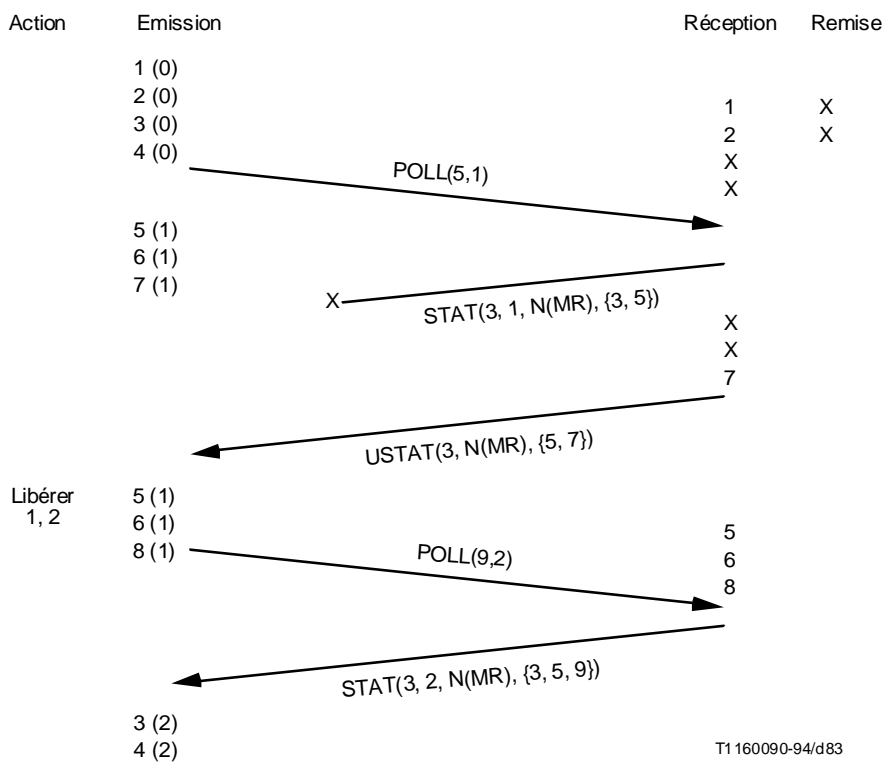 Action Emission Réception Remise
1 (0)
2 (0)
3 (0)
4 (0)
1 X
2 X
X
X
POLL(5,1)
5 (1)
6 (1)
7 (1)
X
STAT(3, 1, N(MR), {3, 5})
X
X
7
USTAT(3, N(MR), {5, 7})
Libérer
1, 2
5 (1)
6 (1)
8 (1)
POLL(9,2)
5
6
8
STAT(3, 2, N(MR), {3, 5, 9})
3 (2)
4 (2)
T1160090-94/d83